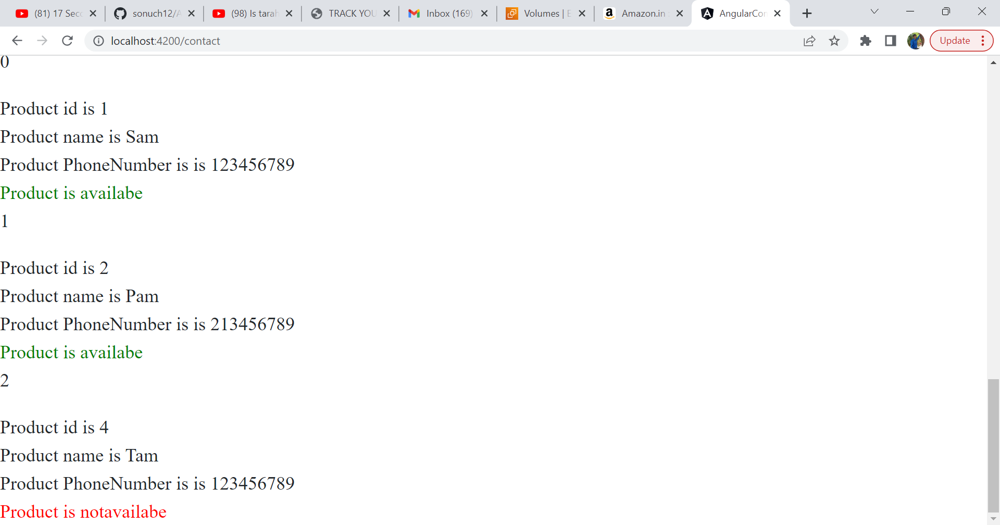 (81) 17 Sec
sonuch12/A
(98) Is tarah
TRACK YOU
Inbox (169)
Volumes | E
Amazon.in :
AngularCon
localhost:4200/contact
Update
0
Product id is 1
Product name is Sam
Product PhoneNumber is is 123456789
Product is availabe
1
Product id is 2
Product name is Pam
Product PhoneNumber is is 213456789
Product is availabe
2
Product id is 4
Product name is Tam
Product PhoneNumber is is 123456789
Product is notavailabe